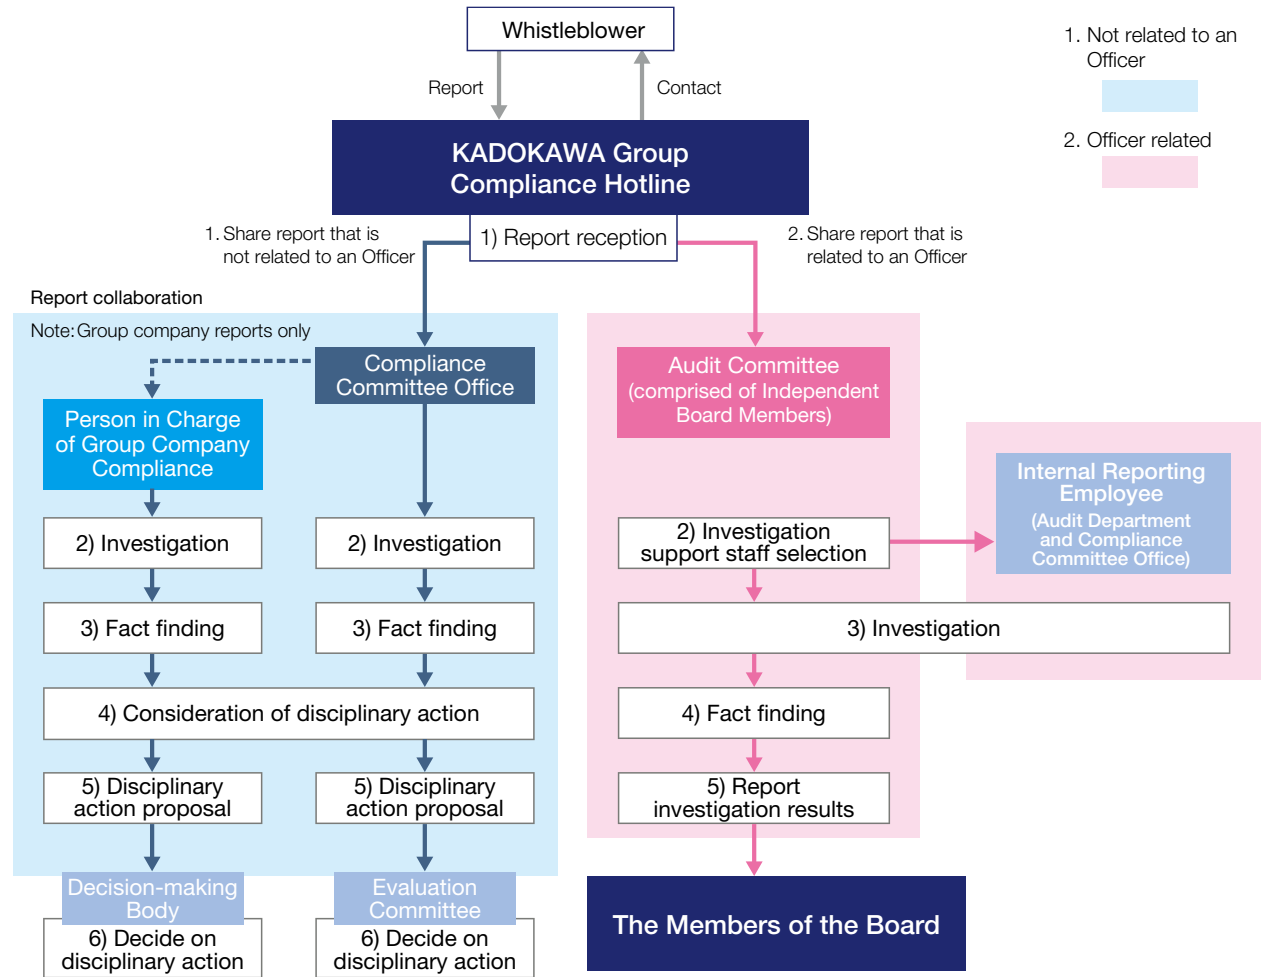 Whistleblower
Report
Contact
1. Not related to an
Officer
2. Officer related
KADOKAWA Group
Compliance Hotline
1) Report reception
1. Share report that is
not related to an Officer
2. Share report that is
related to an Officer
Report collaboration
Note: Group company reports only
Compliance
Committee Office
Person in Charge
of Group Company
Compliance
2) Investigation
3) Fact finding
2) Investigation
3) Fact finding
4) Consideration of disciplinary action
5) Disciplinary
action proposal
5) Disciplinary
action proposal
Decision-making
Body
6) Decide on
disciplinary action
Evaluation
Committee
6) Decide on
disciplinary action
Audit Committee
(comprised of Independent
Board Members)
2) Investigation
support staff selection
Internal Reporting
Employee
(Audit Department
and Compliance
Committee Office)
3) Investigation
4) Fact finding
5) Report
investigation results
The Members of the Board